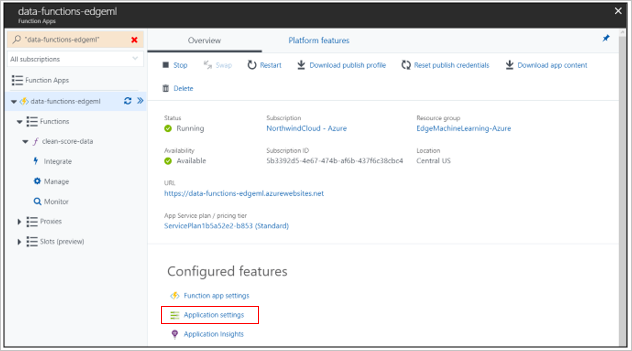 data-functions-edgeml
Function Apps
"data-functions-edgeml"
All subscriptions
Function Apps
data-functions-edgeml
Functions
clean-score-data
Integrate
Manage
Monitor
Proxies
Slots (preview)
Overview
Platform features
Stop
Swap
Restart
Download publish profile
Reset publish credentials
Download app content
Delete
Status
Running
Subscription
NorthwindCloud - Azure
Resource group
EdgeMachineLearning-Azure
Availability
Available
Subscription ID
5b3392d5-4e67-474b-af6b-437f6c38cbc4
Location
Central US
URL
https://data-functions-edgeml.azurewebsites.net
App Service plan / pricing tier
ServicePlan1b5a52e2-b853 (Standard)
Configured features
Function app settings
Application settings
Application Insights